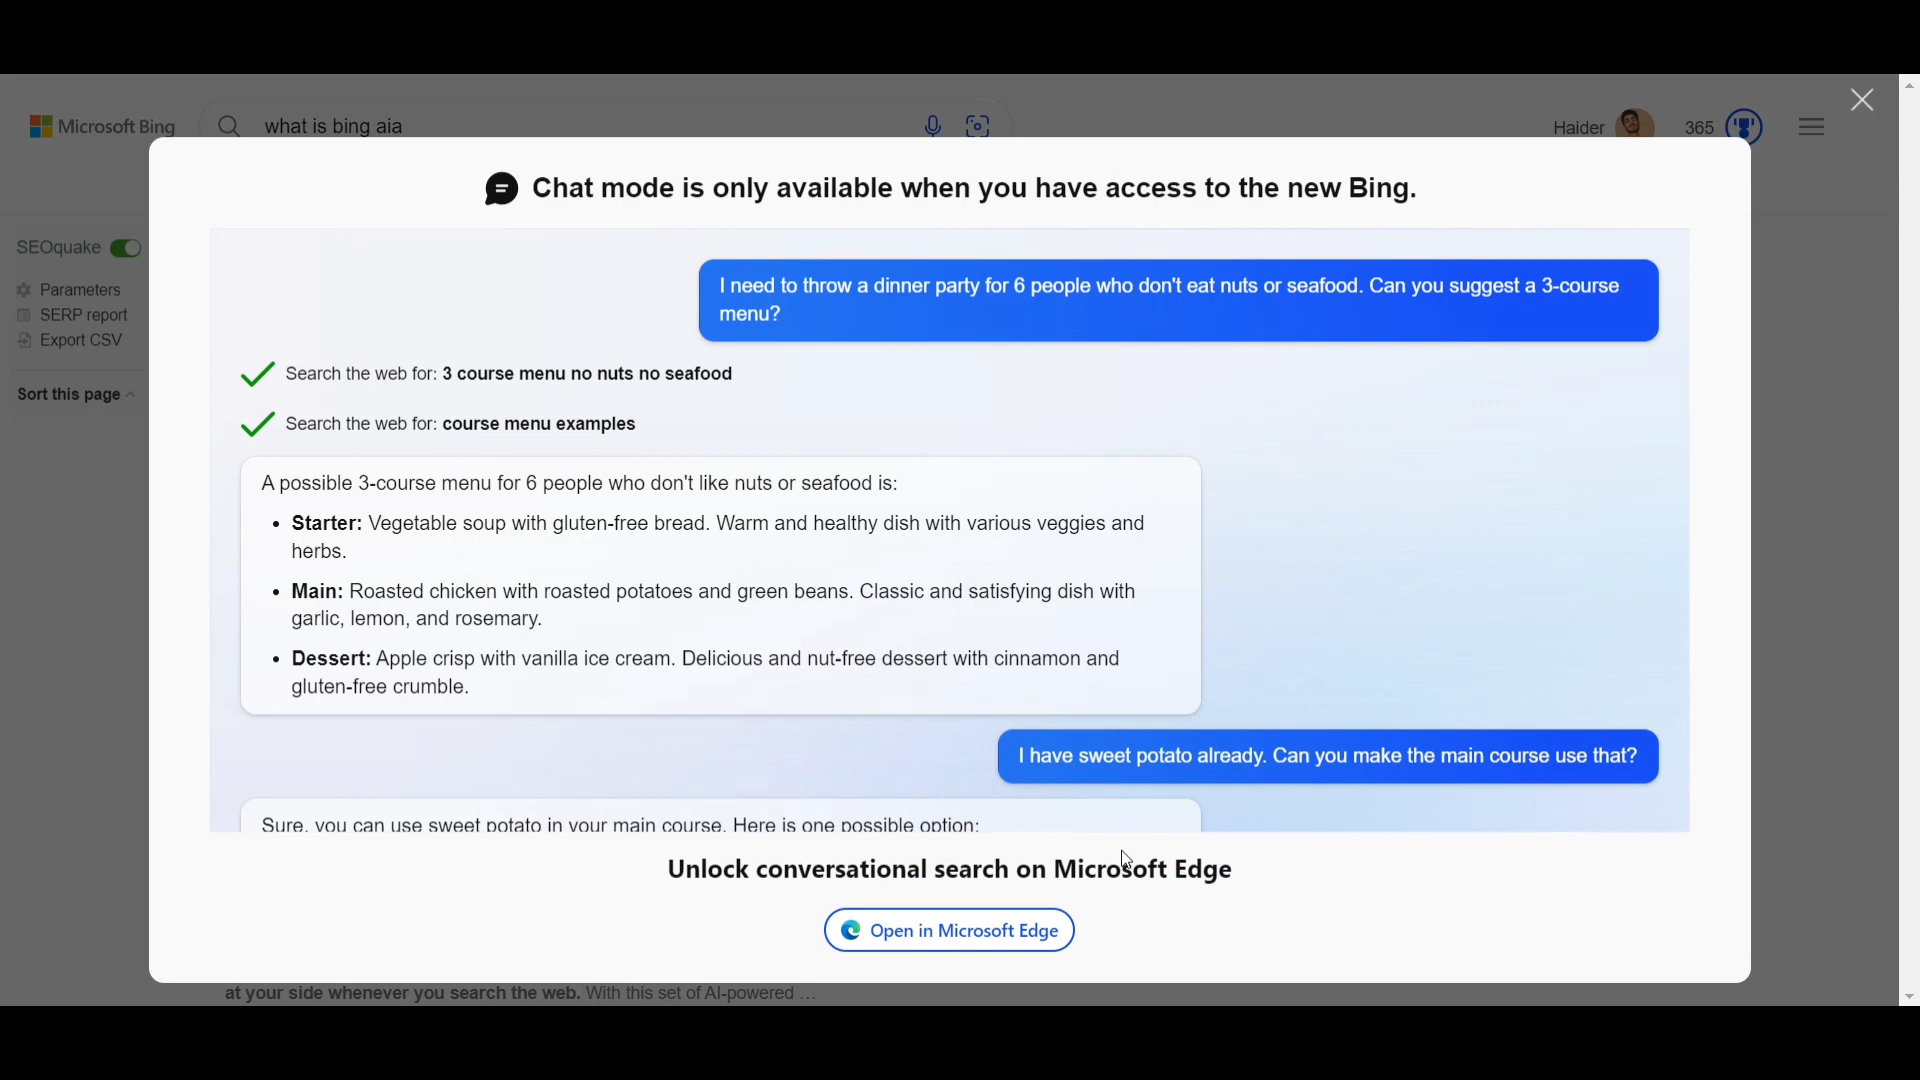 Microsoft Bing
what is bing aia
Haider
365
Chat mode is only available when you have access to the new Bing.
SEOquake
Parameters
SERP report
Export CSV
Sort this page
I need to throw a dinner party for 6 people who don't eat nuts or seafood. Can you suggest a 3-course
menu?
Search the web for: 3 course menu no nuts no seafood
Search the web for: course menu examples
A possible 3-course menu for 6 people who don't like nuts or seafood is:
• Starter: Vegetable soup with gluten-free bread. Warm and healthy dish with various veggies and
herbs.
• Main: Roasted chicken with roasted potatoes and green beans. Classic and satisfying dish with
garlic, lemon, and rosemary.
• Dessert: Apple crisp with vanilla ice cream. Delicious and nut-free dessert with cinnamon and
gluten-free crumble.
I have sweet potato already. Can you make the main course use that?
Sure, you can use sweet potato in your main course. Here is one possible option:
Unlock conversational search on Microsoft Edge
Open in Microsoft Edge
at your side whenever you search the web. With this set of AI-powered ...